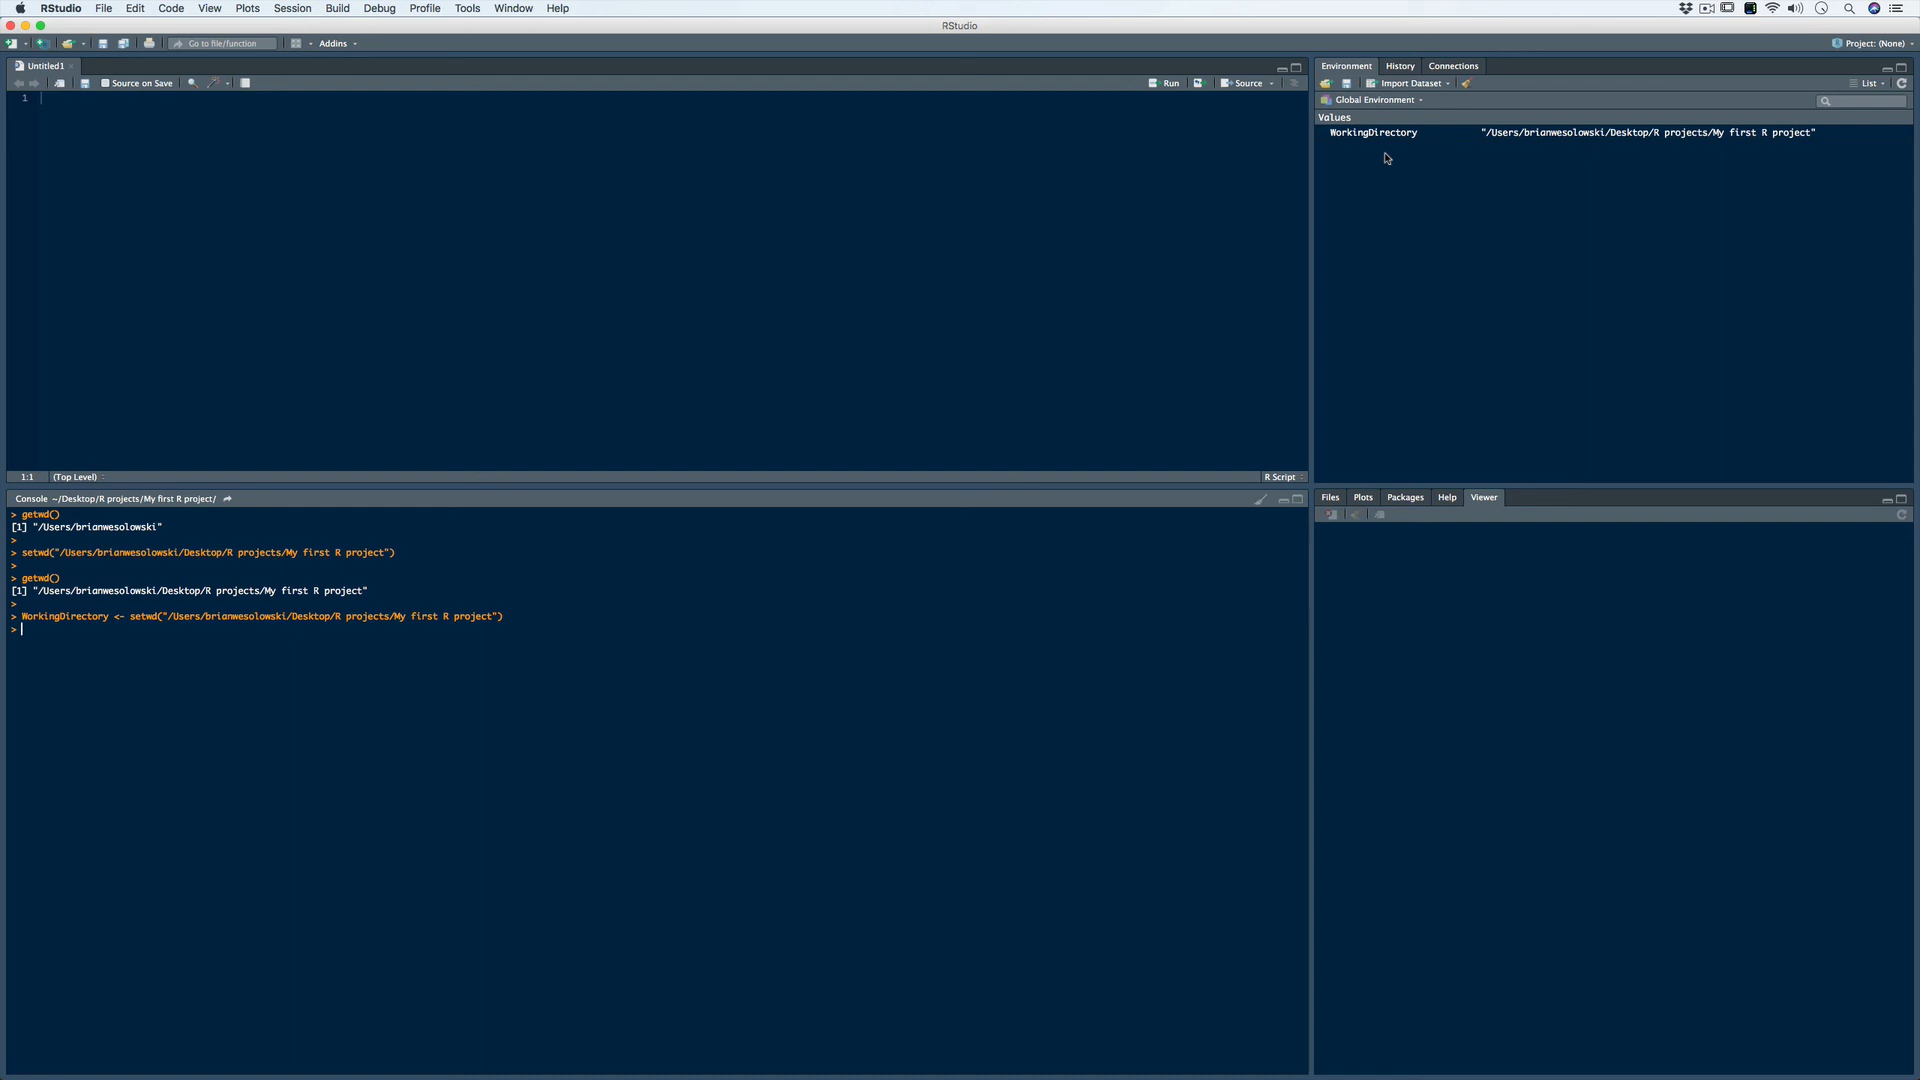 RStudio File Edit Code View Plots Session Build Debug Profile Tools Window Help
RStudio
Go to file/function Addins Project: (None)
Untitled1
Source on Save Run Source
1
1:1 (Top Level) R Script
Console ~/Desktop/R projects/My first R project/
> getwd()
[1] "/Users/brianwesolowski"
>
> setwd("/Users/brianwesolowski/Desktop/R projects/My first R project")
>
> getwd()
[1] "/Users/brianwesolowski/Desktop/R projects/My first R project"
>
> WorkingDirectory <- setwd("/Users/brianwesolowski/Desktop/R projects/My first R project")
>
Environment History Connections
Import Dataset List
Global Environment
Values
WorkingDirectory "/Users/brianwesolowski/Desktop/R projects/My first R project"
Files Plots Packages Help Viewer